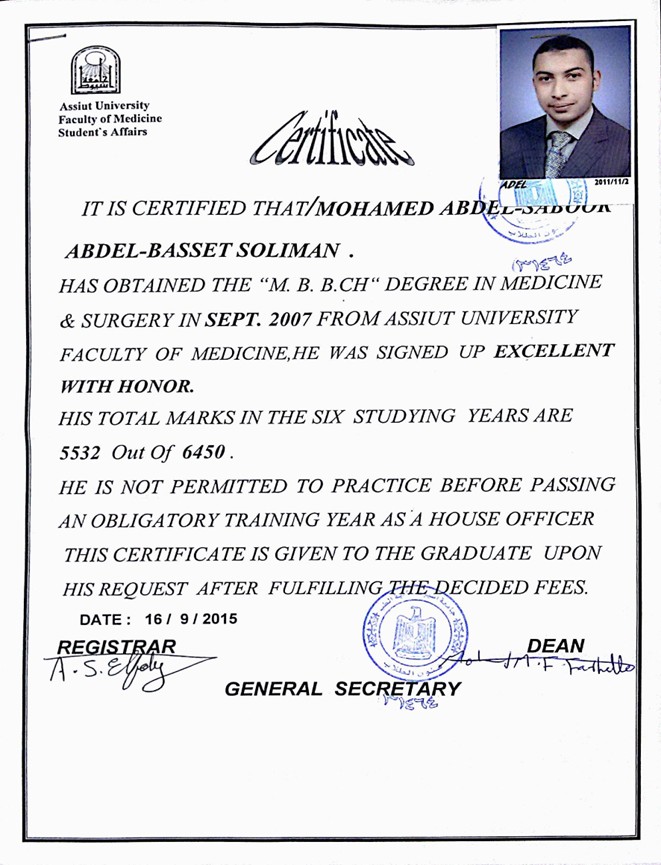 Assiut University
Faculty of Medicine
Student`s Affairs
Certificate
ADEL 2011/11/2
IT IS CERTIFIED THAT/MOHAMED ABDEL-SABOUR
ABDEL-BASSET SOLIMAN .
HAS OBTAINED THE “M. B. B.CH“ DEGREE IN MEDICINE
& SURGERY IN SEPT. 2007 FROM ASSIUT UNIVERSITY
FACULTY OF MEDICINE,HE WAS SIGNED UP EXCELLENT
WITH HONOR.
HIS TOTAL MARKS IN THE SIX STUDYING YEARS ARE
5532 Out Of 6450 .
HE IS NOT PERMITTED TO PRACTICE BEFORE PASSING
AN OBLIGATORY TRAINING YEAR AS A HOUSE OFFICER
THIS CERTIFICATE IS GIVEN TO THE GRADUATE UPON
HIS REQUEST AFTER FULFILLING THE DECIDED FEES.
DATE : 16 / 9 / 2015
REGISTRAR DEAN
GENERAL SECRETARY